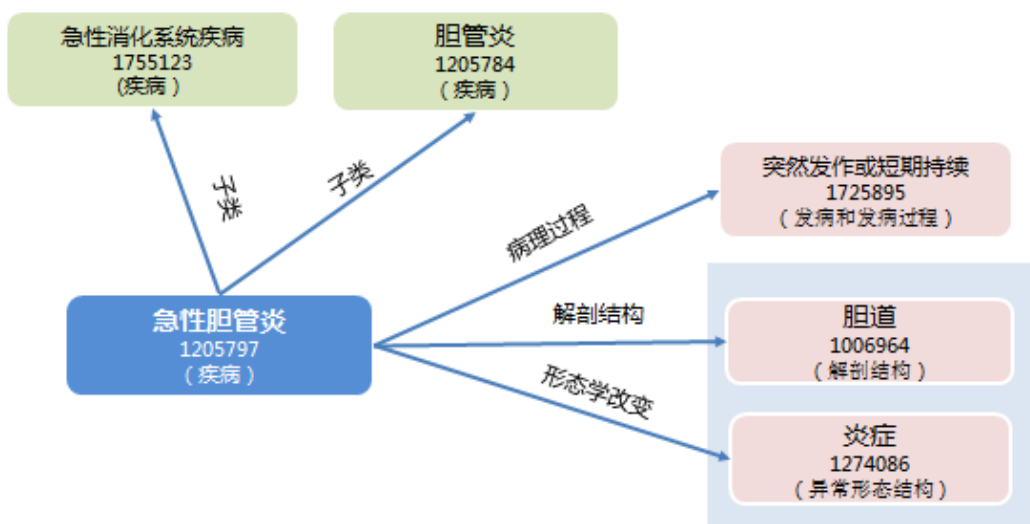 急性消化系统疾病
1755123
(疾病）
胆管炎
1205784
（疾病）
子类
子类
突然发作或短期持续
1725895
（发病和发病过程）
病理过程
急性胆管炎
1205797
（疾病）
解剖结构
胆道
1006964
（解剖结构）
形态学改变
炎症
1274086
（异常形态结构）